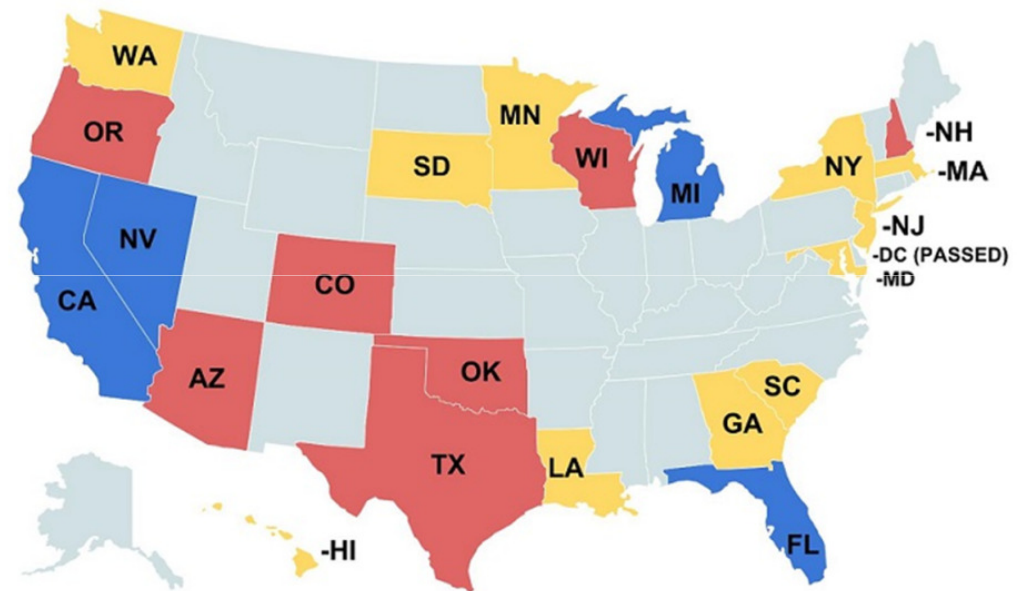 WA
OR
MN
-NH
WI
NY
-MA
SD
MI
-NJ
NV
-DC (PASSED)
-MD
CO
CA
AZ
OK
SC
GA
TX
LA
-HI
FL